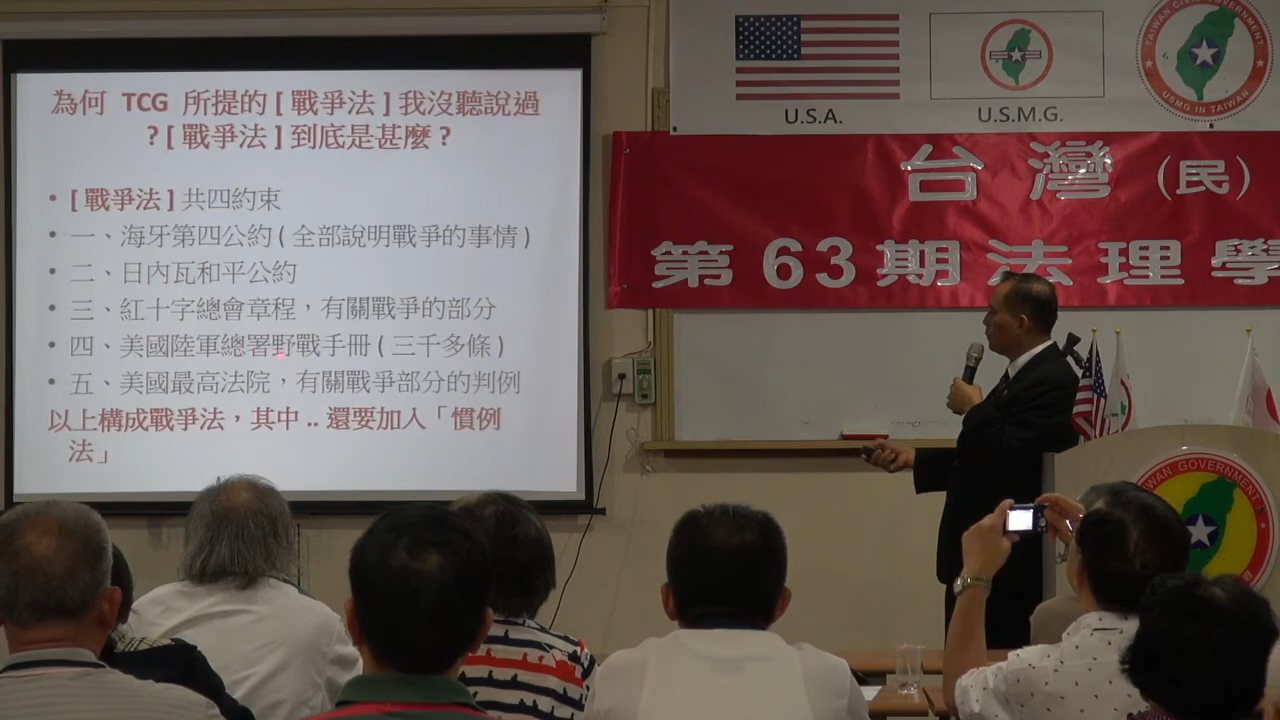 為何 TCG 所提的 [ 戰爭法 ] 我沒聽說過
? [ 戰爭法 ] 到底是甚麼 ?
• [ 戰爭法 ] 共四約束
• 一、海牙第四公約 ( 全部說明戰爭的事情 )
• 二、日內瓦和平公約
• 三、紅十字總會章程，有關戰爭的部分
• 四、美國陸軍總署野戰手冊 ( 三千多條 )
• 五、美國最高法院，有關戰爭部分的判例
以上構成戰爭法，其中 .. 還要加入「慣例
法」
U.S.A.
U.S.M.G.
TAIWAN CIVIL GOVERNMENT
USMG IN TAIWAN
台灣(民)
第63期法理學
TAIWAN GOVERNMENT